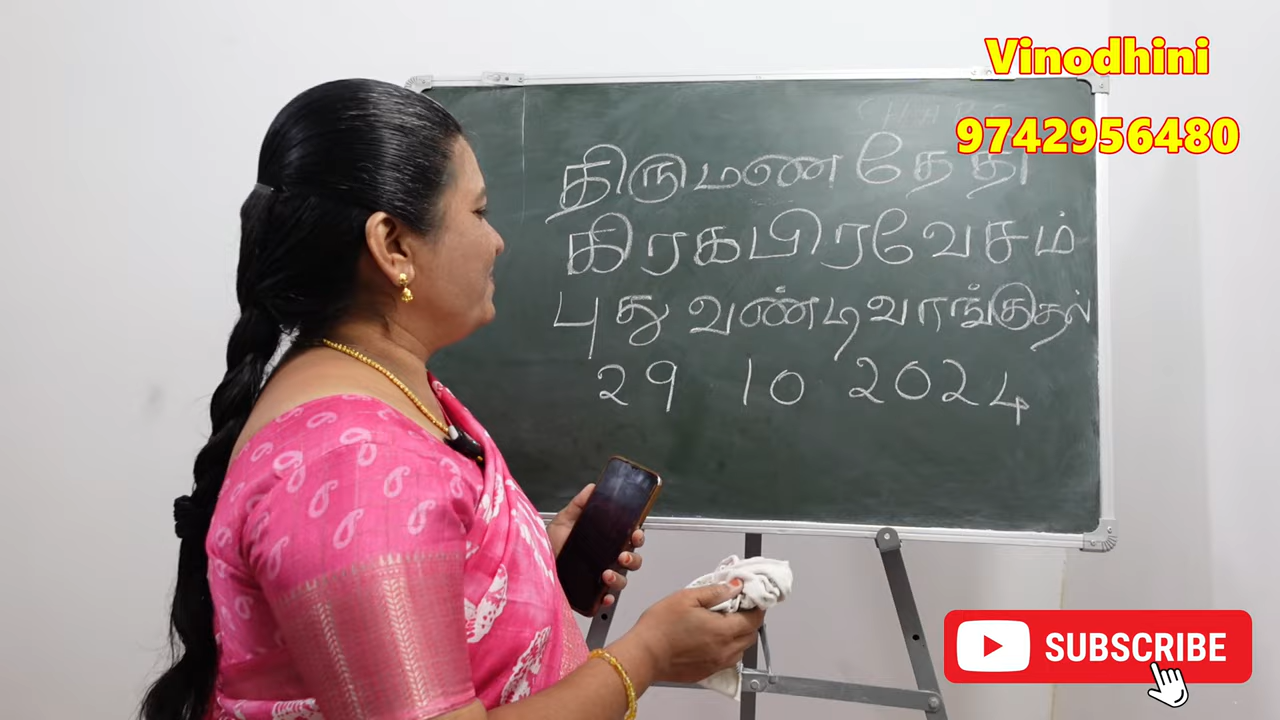 Vinodhini
9742956480
திருமண தேதி
கிரகபிரவேசம்
புது வண்டி வாங்குதல்
29 10 2024
SUBSCRIBE